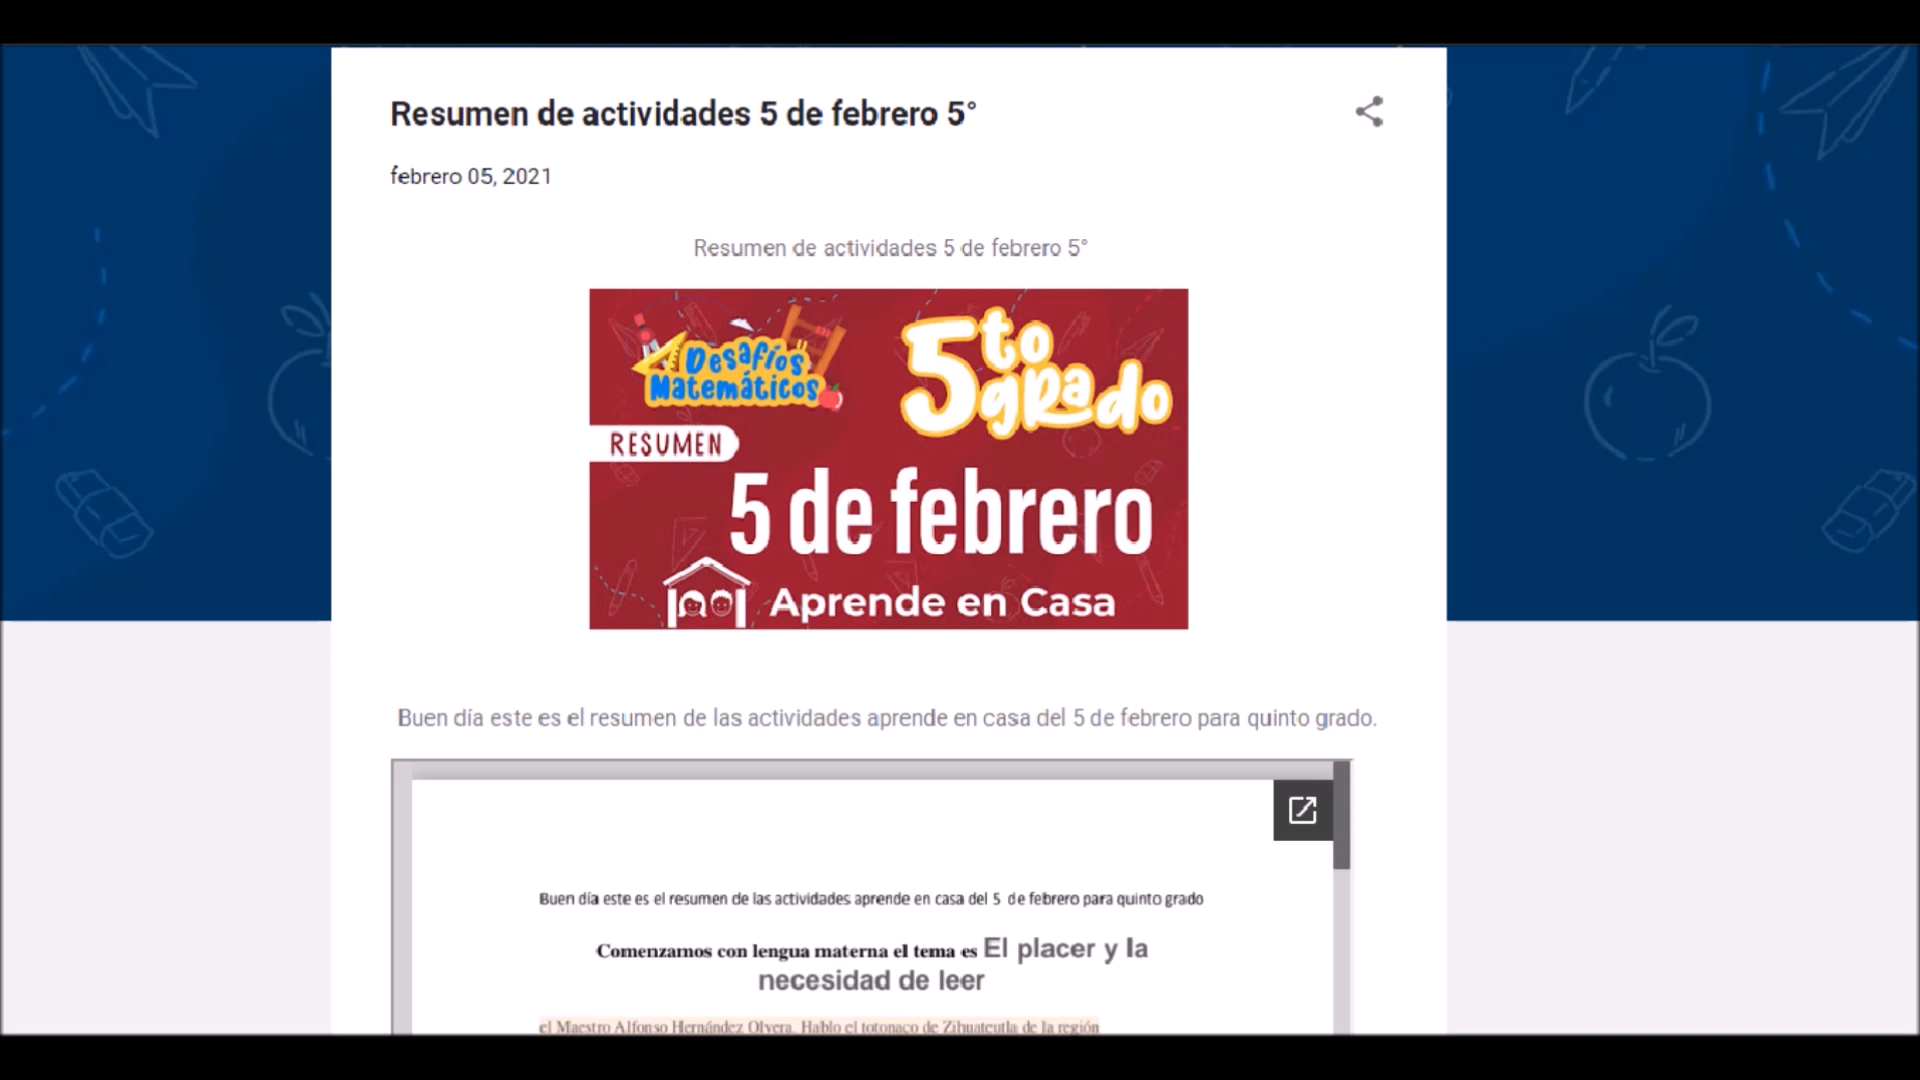 Resumen de actividades 5 de febrero 5°
febrero 05, 2021
Resumen de actividades 5 de febrero 5°
Desafíos
Matemáticos
5to
grado
RESUMEN
5 de febrero
Aprende en Casa
Buen día este es el resumen de las actividades aprende en casa del 5 de febrero para quinto grado.
Buen día este es el resumen de las actividades aprende en casa del 5 de febrero para quinto grado
Comenzamos con lengua materna el tema es El placer y la
necesidad de leer
el Maestro Alfonso Hernández Olvera. Hablo el totonaco de Zihuateutla de la región